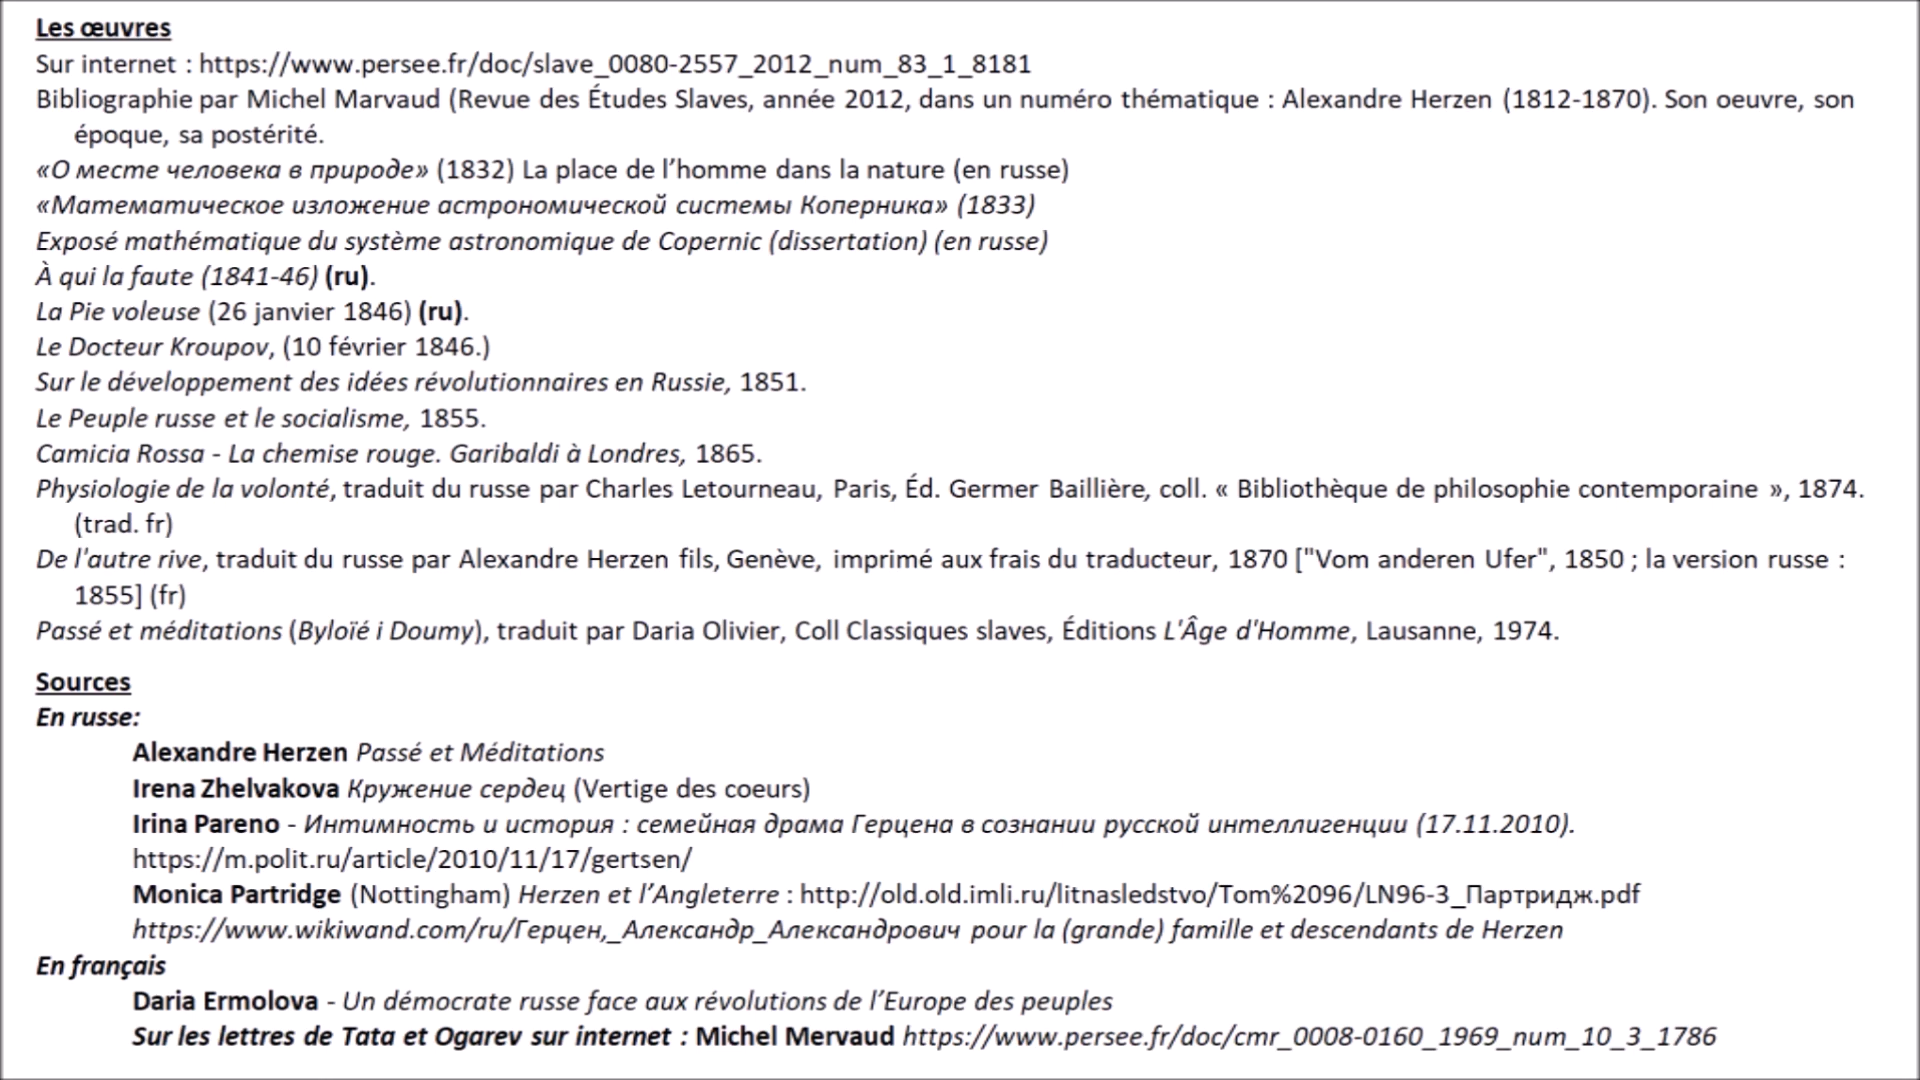 Les œuvres
Sur internet : https://www.persee.fr/doc/slave_0080-2557_2012_num_83_1_8181
Bibliographie par Michel Marvaud (Revue des Études Slaves, année 2012, dans un numéro thématique : Alexandre Herzen (1812-1870). Son oeuvre, son
époque, sa postérité.
«О месте человека в природе» (1832) La place de l’homme dans la nature (en russe)
«Математическое изложение астрономической системы Коперника» (1833)
Exposé mathématique du système astronomique de Copernic (dissertation) (en russe)
À qui la faute (1841-46) (ru).
La Pie voleuse (26 janvier 1846) (ru).
Le Docteur Kroupov, (10 février 1846.)
Sur le développement des idées révolutionnaires en Russie, 1851.
Le Peuple russe et le socialisme, 1855.
Camicia Rossa - La chemise rouge. Garibaldi à Londres, 1865.
Physiologie de la volonté, traduit du russe par Charles Letourneau, Paris, Éd. Germer Baillière, coll. « Bibliothèque de philosophie contemporaine », 1874.
(trad. fr)
De l'autre rive, traduit du russe par Alexandre Herzen fils, Genève, imprimé aux frais du traducteur, 1870 ["Vom anderen Ufer", 1850 ; la version russe :
1855] (fr)
Passé et méditations (Byloïé i Doumy), traduit par Daria Olivier, Coll Classiques slaves, Éditions L'Âge d'Homme, Lausanne, 1974.
Sources
En russe:
Alexandre Herzen Passé et Méditations
Irena Zhelvakova Кружение сердец (Vertige des coeurs)
Irina Pareno - Интимность и история : семейная драма Герцена в сознании русской интеллигенции (17.11.2010).
https://m.polit.ru/article/2010/11/17/gertsen/
Monica Partridge (Nottingham) Herzen et l’Angleterre : http://old.old.imli.ru/litnasledstvo/Tom%2096/LN96-3_Партридж.pdf
https://www.wikiwand.com/ru/Герцен,_Александр_Александрович pour la (grande) famille et descendants de Herzen
En français
Daria Ermolova - Un démocrate russe face aux révolutions de l’Europe des peuples
Sur les lettres de Tata et Ogarev sur internet : Michel Mervaud https://www.persee.fr/doc/cmr_0008-0160_1969_num_10_3_1786